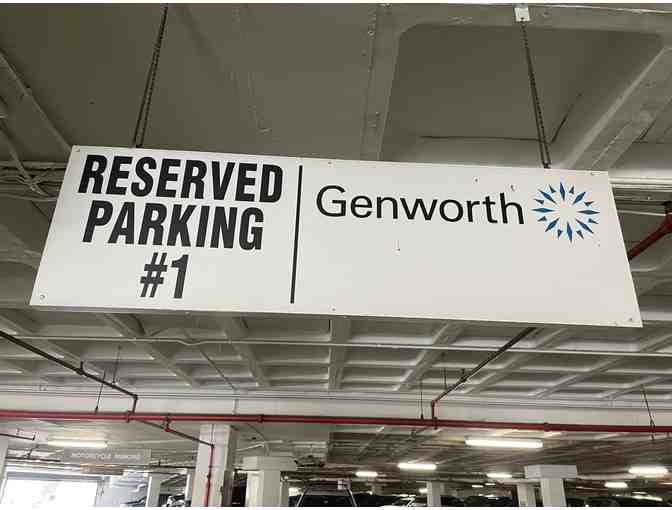 RESERVED
PARKING
#1
Genworth
MOTORCYCLE PARKING